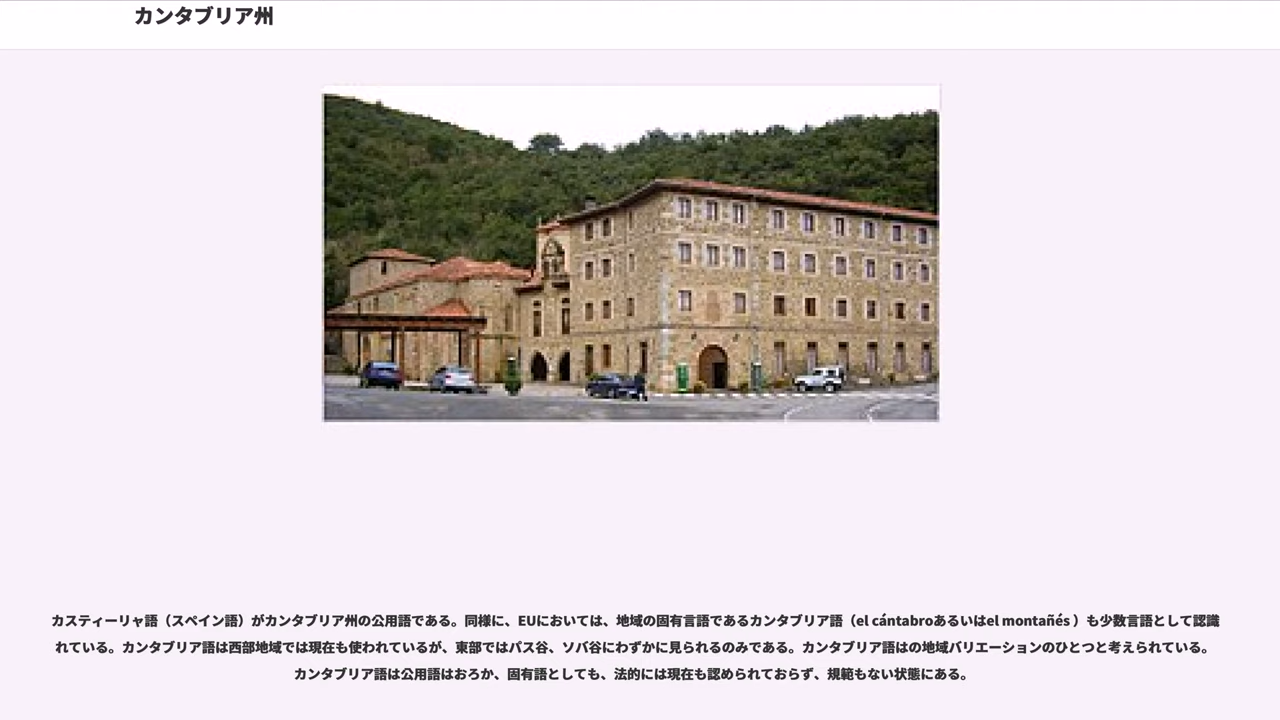 カンタブリア州
カスティーリャ語（スペイン語）がカンタブリア州の公用語である。同様に、EUにおいては、地域の固有言語であるカンタブリア語（el cántabroあるいはel montañés ）も少数言語として認識
れている。カンタブリア語は西部地域では現在も使われているが、東部ではパス谷、ソバ谷にわずかに見られるのみである。カンタブリア語はの地域バリエーションのひとつと考えられている。
カンタブリア語は公用語はおろか、固有語としても、法的には現在も認められておらず、規範もない状態にある。